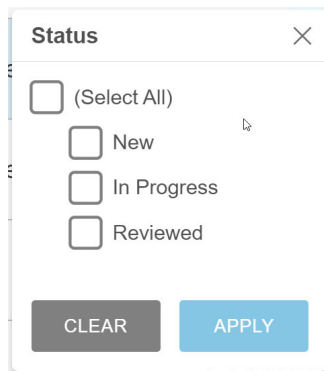 Status
(Select All)
New
In Progress
Reviewed
CLEAR APPLY